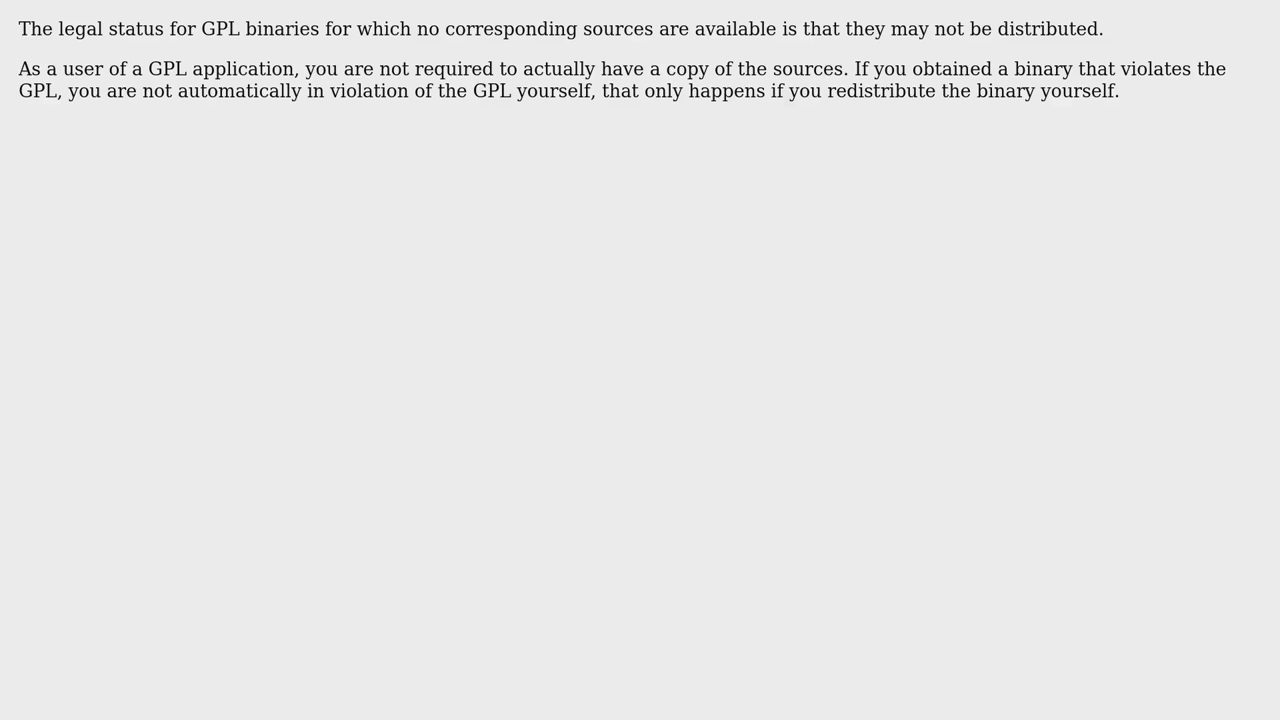 The legal status for GPL binaries for which no corresponding sources are available is that they may not be distributed.
As a user of a GPL application, you are not required to actually have a copy of the sources. If you obtained a binary that violates the
GPL, you are not automatically in violation of the GPL yourself, that only happens if you redistribute the binary yourself.